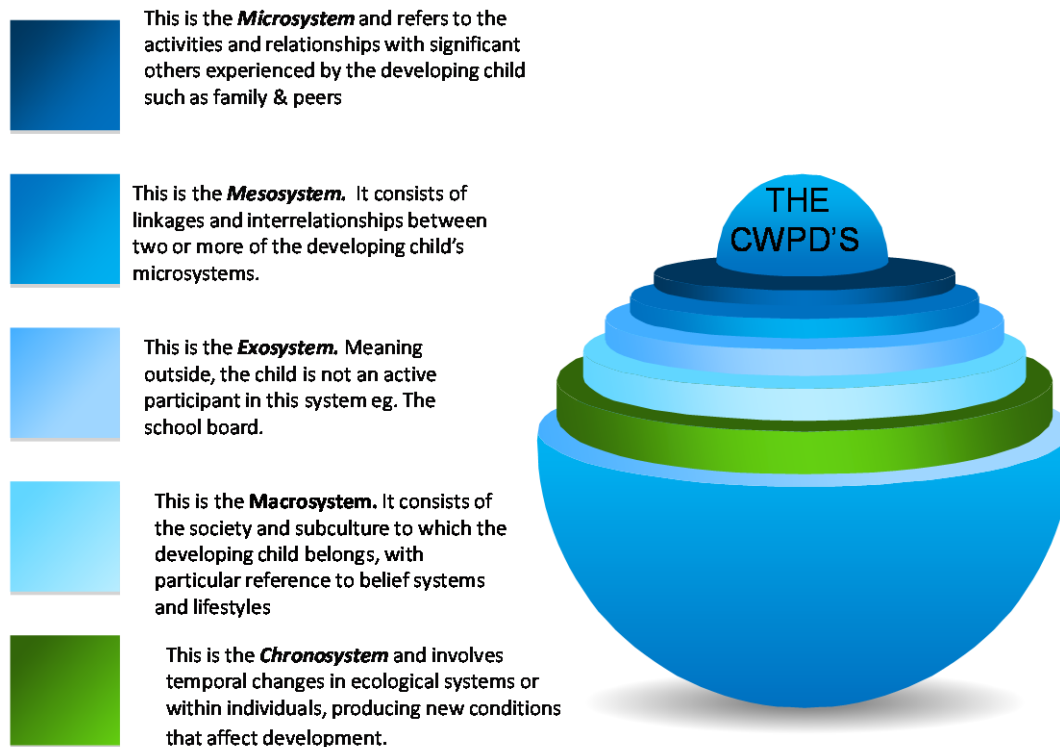 This is the Microsystem and refers to the
activities and relationships with significant
others experienced by the developing child
such as family & peers
This is the Mesosystem. It consists of
linkages and interrelationships between
two or more of the developing child's
microsystems.
This is the Exosystem. Meaning
outside, the child is not an active
participant in this system eg. The
school board.
This is the Macrosystem. It consists of
the society and subculture to which the
developing child belongs, with
particular reference to belief systems
and lifestyles
This is the Chronosystem and involves
temporal changes in ecological systems or
within individuals, producing new conditions
that affect development.
THE
CWPD'S